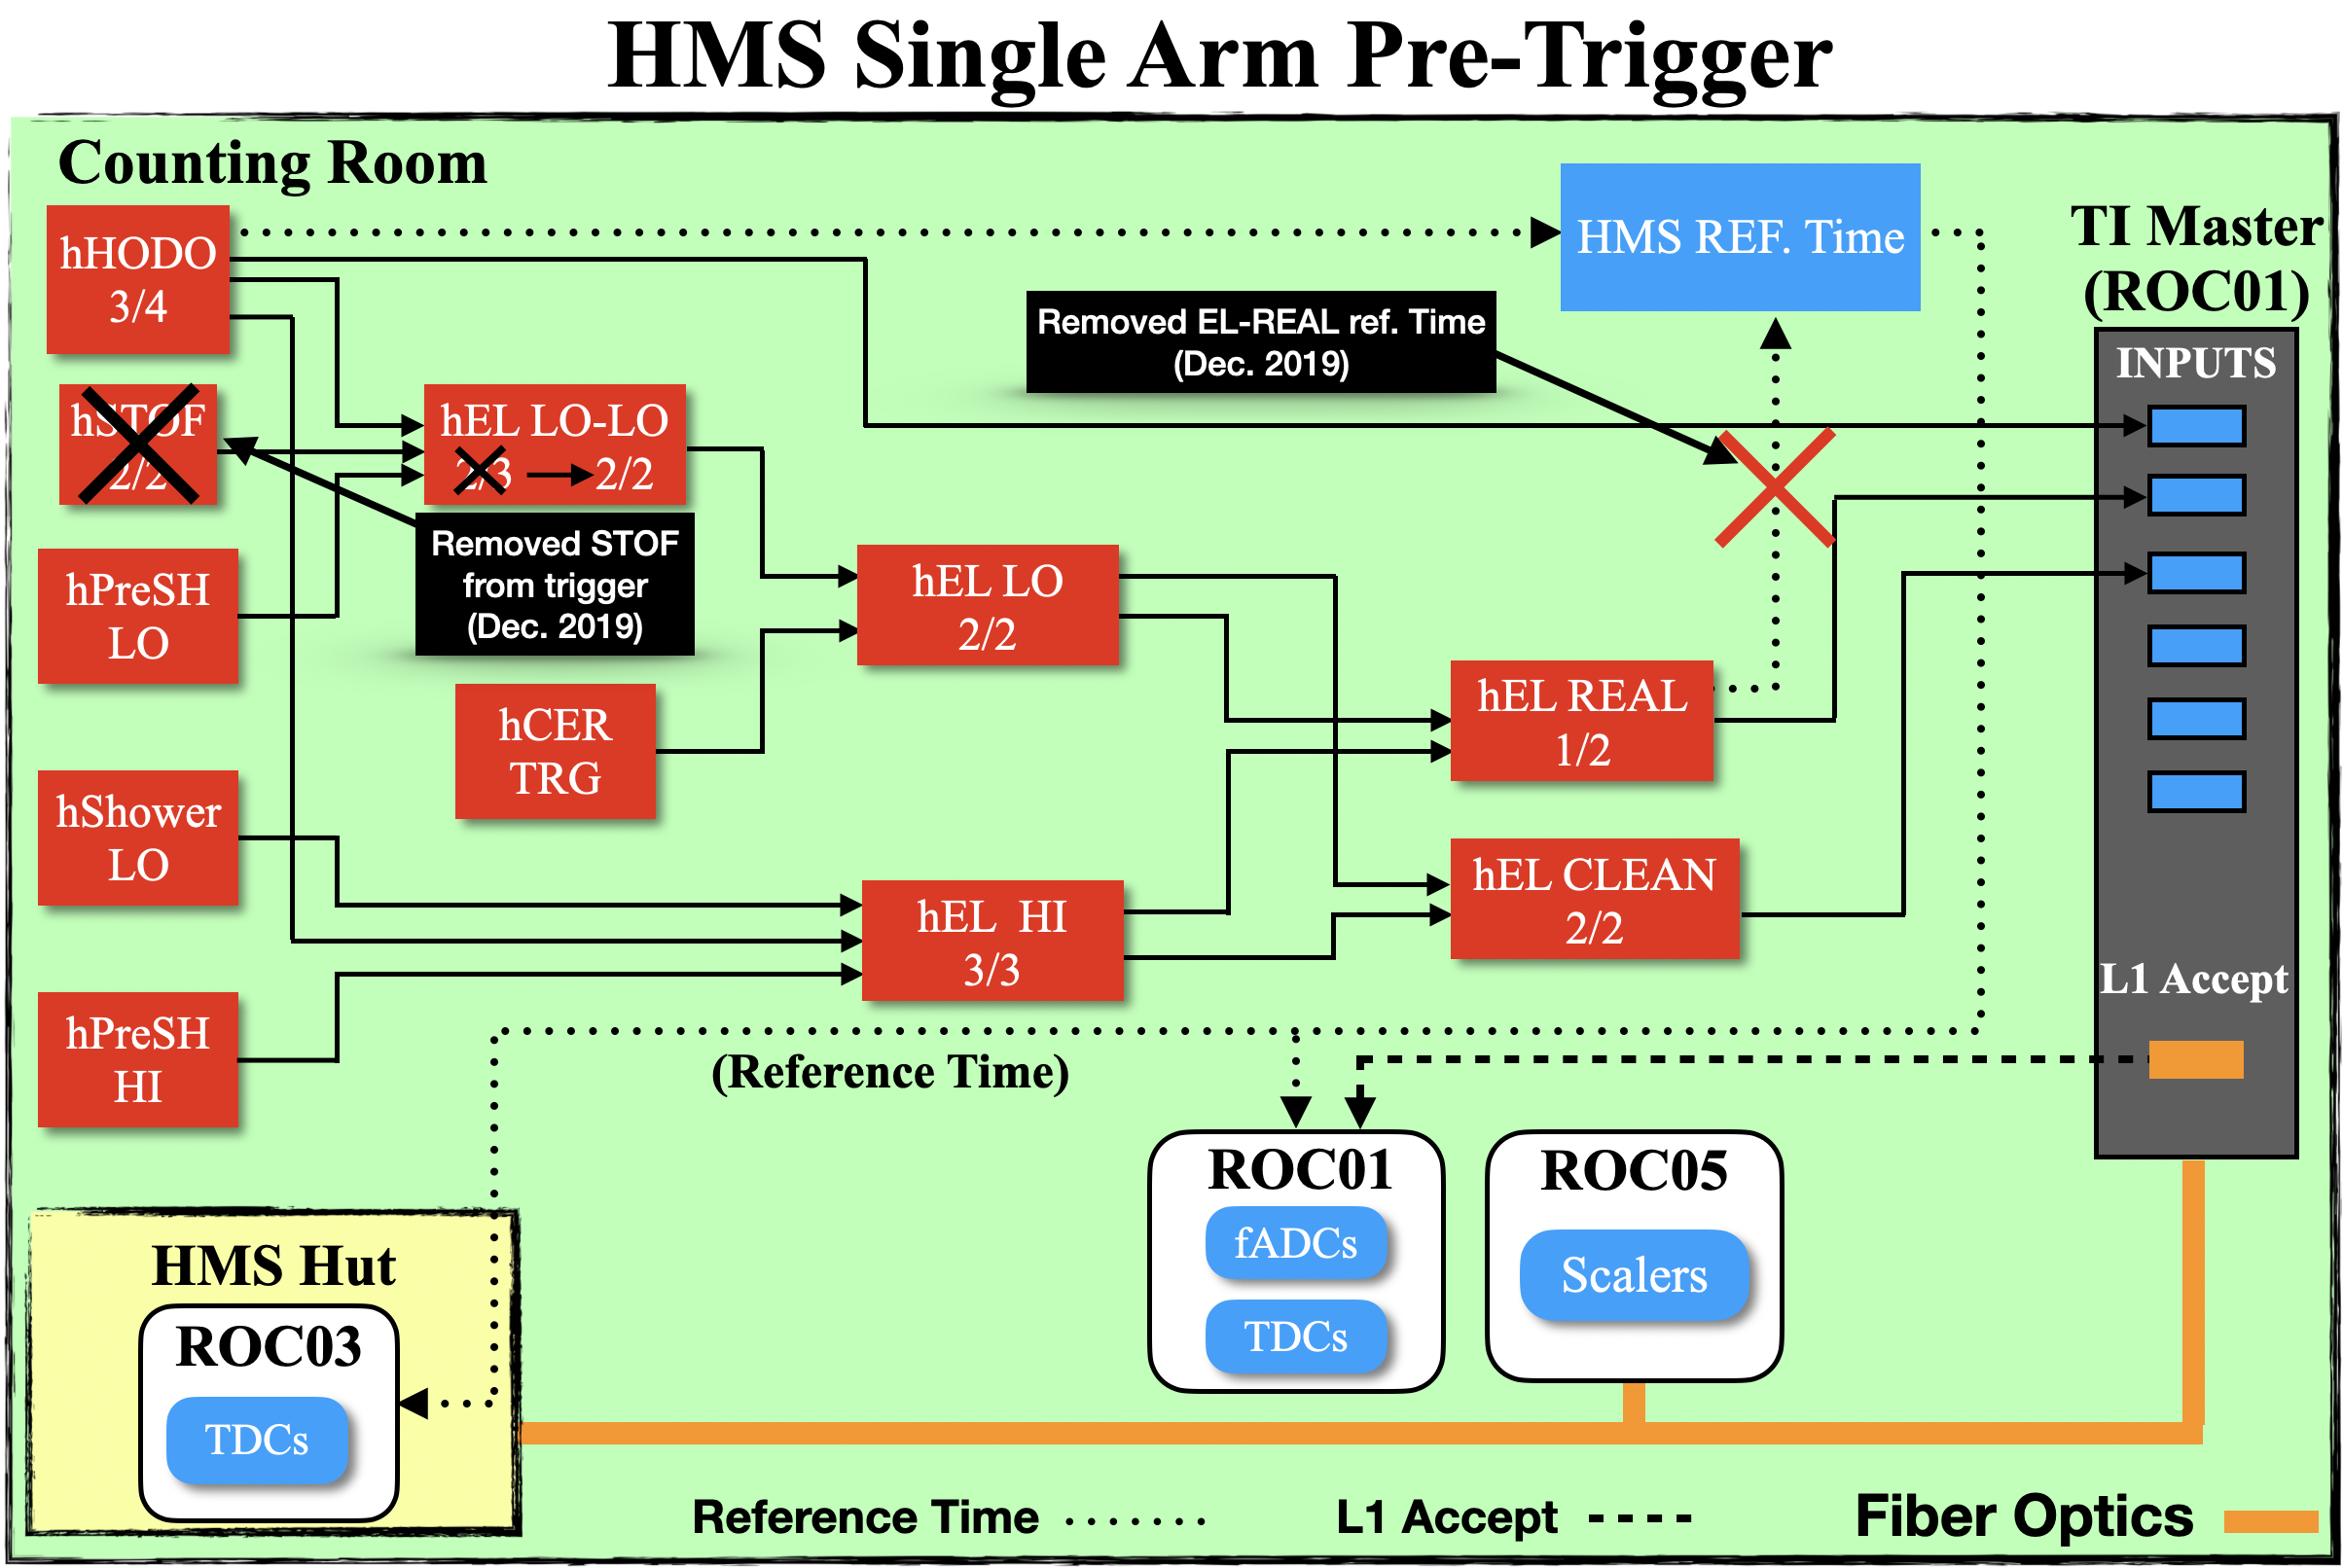 HMS Single Arm Pre-Trigger
Counting Room
hHODO
3/4
HMS REF. Time
TI Master
(ROC01)
Removed EL-REAL ref. Time
(Dec. 2019)
INPUTS
hSTOF
2/2
hEL LO-LO
2/3 2/2
Removed STOF
from trigger
(Dec. 2019)
hPreSH
LO
hEL LO
2/2
hCER
TRG
hEL REAL
1/2
hShower
LO
hEL CLEAN
2/2
hEL HI
3/3
L1 Accept
hPreSH
HI
(Reference Time)
ROC01
fADCs
TDCs
ROC05
Scalers
HMS Hut
ROC03
TDCs
Reference Time
L1 Accept
Fiber Optics